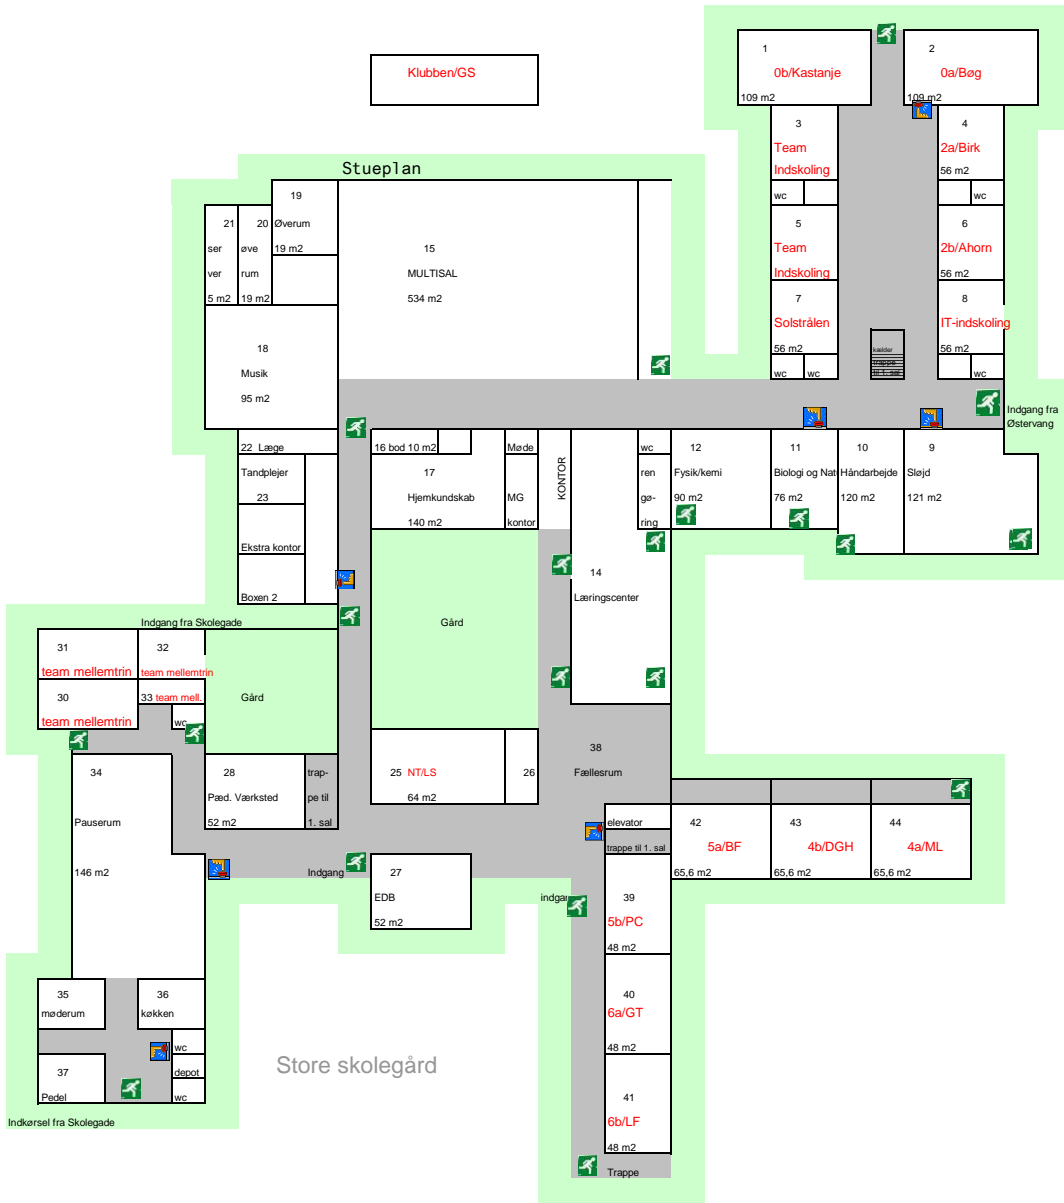 Klubben/GS
Stueplan
1
0b/Kastanje
109 m2
2
0a/Bøg
109 m2
3
Team
Indskoling
wc
4
2a/Birk
56 m2
wc
5
Team
Indskoling
6
2b/Ahorn
56 m2
7
Solstrålen
56 m2
wc wc
8
IT-indskoling
56 m2
wc
kælder
trappe
til 1. sal
Indgang fra
Østervang
19
Øverum
19 m2
20
øve
rum
19 m2
21
ser
ver
5 m2
15
MULTISAL
534 m2
18
Musik
95 m2
22 Læge
Tandplejer
23
Ekstra kontor
Boxen 2
16 bod 10 m2
17
Hjemkundskab
140 m2
Møde
MG
kontor
KONTOR
wc
ren
gø-
ring
12
Fysik/kemi
90 m2
11
Biologi og Nat
76 m2
10
Håndarbejde
120 m2
9
Sløjd
121 m2
14
Læringscenter
Gård
Indgang fra Skolegade
31
team mellemtrin
32
team mellemtrin
30
team mellemtrin
33 team mell.
wc
Gård
34
Pauserum
146 m2
28
Pæd. Værksted
52 m2
trap-
pe til
1. sal
25 NT/LS
64 m2
26
38
Fællesrum
elevator
trappe til 1. sal
42
5a/BF
65,6 m2
43
4b/DGH
65,6 m2
44
4a/ML
65,6 m2
Indgang
27
EDB
52 m2
indgar
39
5b/PC
48 m2
40
6a/GT
48 m2
41
6b/LF
48 m2
Trappe
35
møderum
36
køkken
wc
depot
wc
37
Pedel
Store skolegård
Indkørsel fra Skolegade